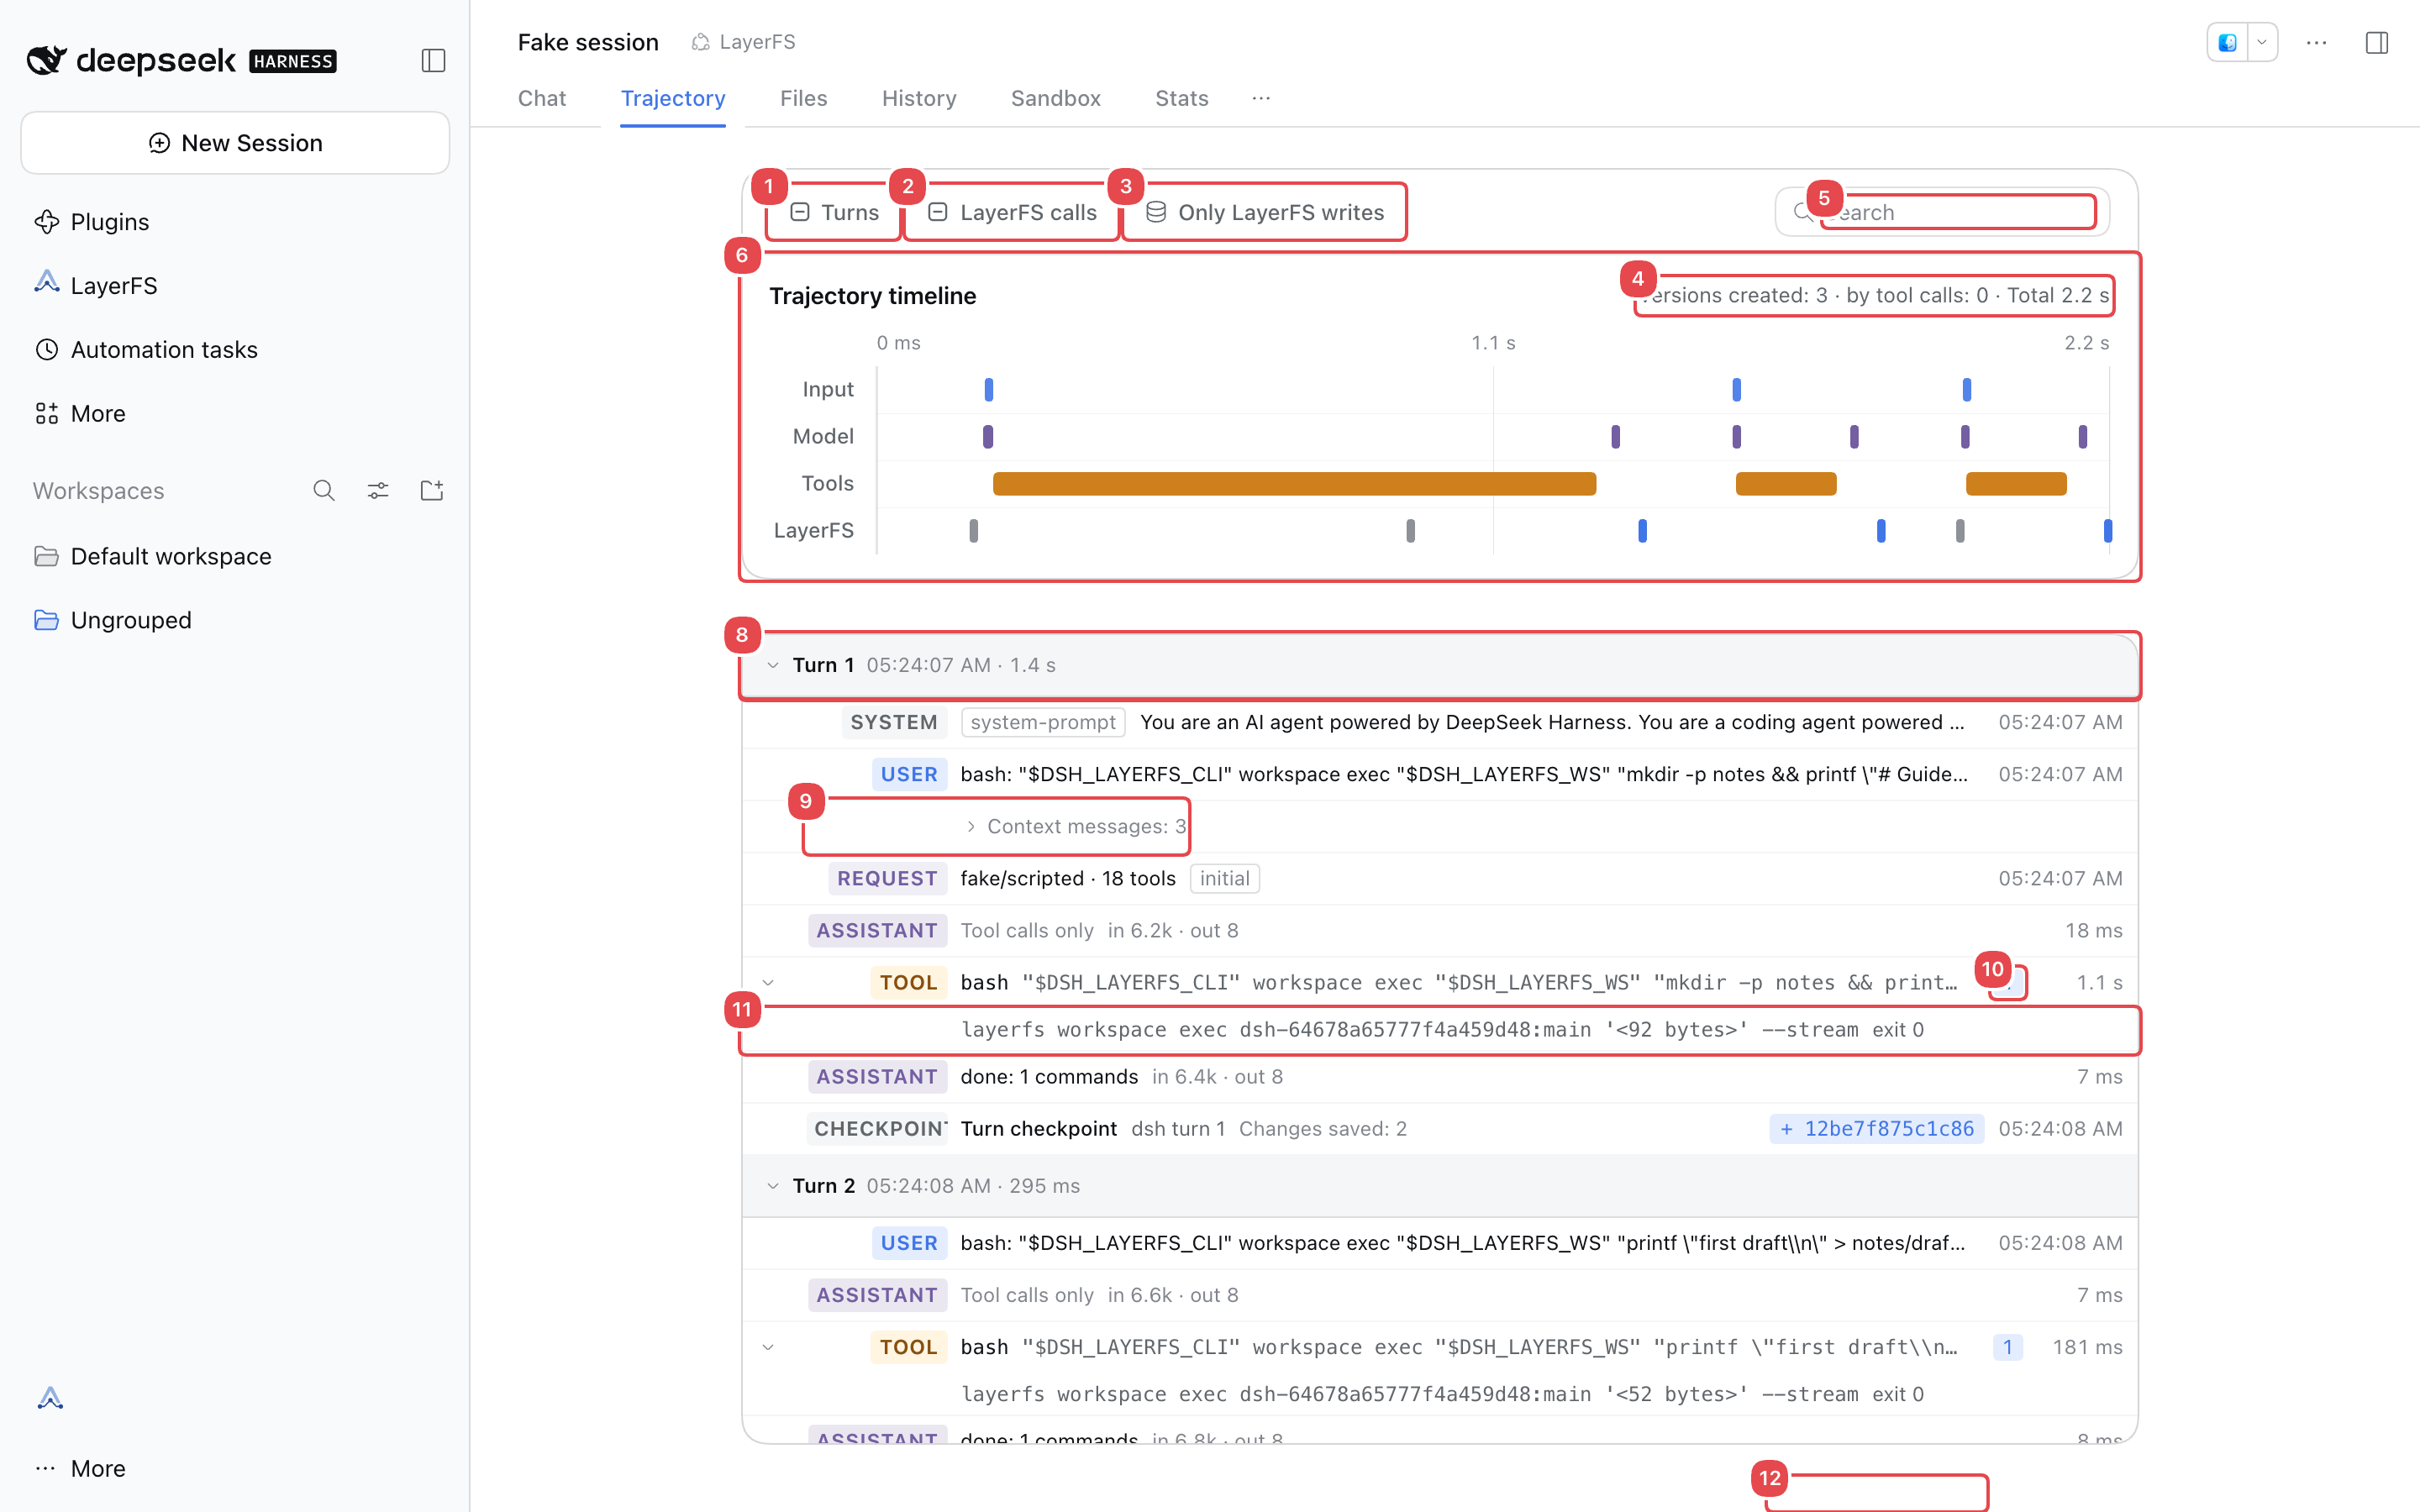 deepseek HARNESS
New Session
Plugins
LayerFS
Automation tasks
More
Workspaces
Default workspace
Ungrouped
More
Fake session LayerFS
Chat Trajectory Files History Sandbox Stats ...
1 Turns 2 LayerFS calls 3 Only LayerFS writes 5 earch
6
4
Trajectory timeline ersions created: 3 · by tool calls: 0 · Total 2.2 s
0 ms 1.1 s 2.2 s
Input
Model
Tools
LayerFS
8
Turn 1 05:24:07 AM · 1.4 s
SYSTEM system-prompt You are an AI agent powered by DeepSeek Harness. You are a coding agent powered ... 05:24:07 AM
USER bash: "$DSH_LAYERFS_CLI" workspace exec "$DSH_LAYERFS_WS" "mkdir -p notes && printf \"# Guide... 05:24:07 AM
9
Context messages: 3
REQUEST fake/scripted · 18 tools initial 05:24:07 AM
ASSISTANT Tool calls only in 6.2k · out 8 18 ms
10
TOOL bash "$DSH_LAYERFS_CLI" workspace exec "$DSH_LAYERFS_WS" "mkdir -p notes && print… 1.1 s
11
layerfs workspace exec dsh-64678a65777f4a459d48:main '<92 bytes>' --stream exit 0
ASSISTANT done: 1 commands in 6.4k · out 8 7 ms
CHECKPOINT Turn checkpoint dsh turn 1 Changes saved: 2 + 12be7f875c1c86 05:24:08 AM
Turn 2 05:24:08 AM · 295 ms
USER bash: "$DSH_LAYERFS_CLI" workspace exec "$DSH_LAYERFS_WS" "printf \"first draft\\n\" > notes/draf... 05:24:08 AM
ASSISTANT Tool calls only in 6.6k · out 8 7 ms
TOOL bash "$DSH_LAYERFS_CLI" workspace exec "$DSH_LAYERFS_WS" "printf \"first draft\\n… 1 181 ms
layerfs workspace exec dsh-64678a65777f4a459d48:main '<52 bytes>' --stream exit 0
ASSISTANT done: 1 commands in 6.8k · out 8 8 ms
12